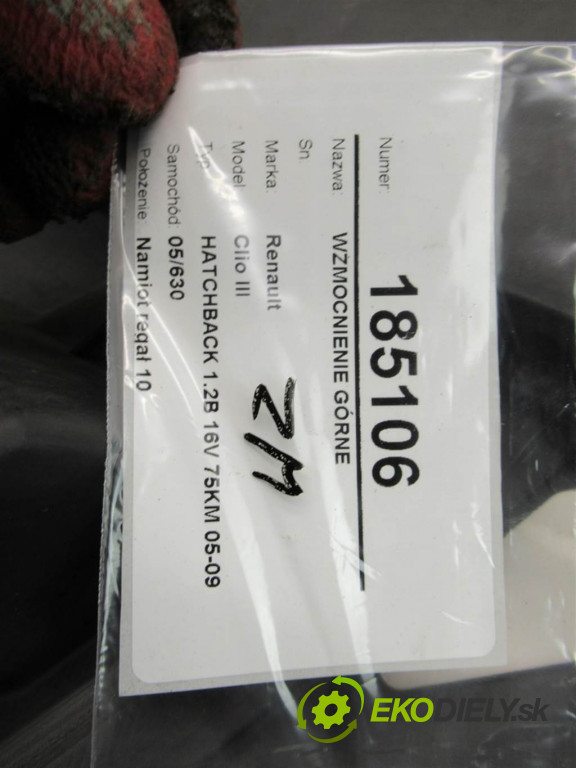 Numer: 185106
Nazwa: WZMOCNIENIE GÓRNE
Sn
Marka: Renault
Model Clio III
Typ: HATCHBACK 1.2B 16V 75KM 05-09
Samochód: 05/630
Położenie: Namiot regał 10
EKODIELY.sk